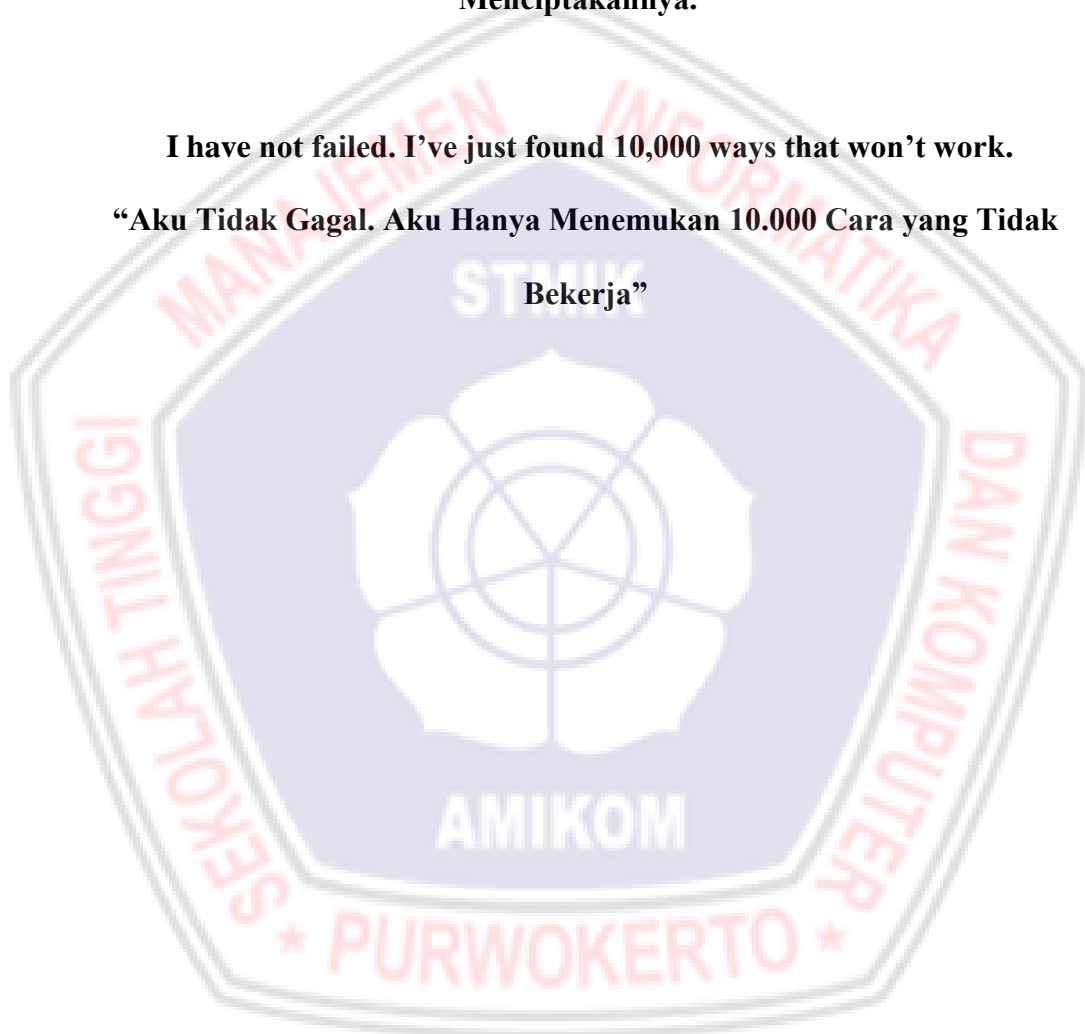 Menciptakannya.
I have not failed. I've just found 10,000 ways that won't work.
“Aku Tidak Gagal. Aku Hanya Menemukan 10.000 Cara yang Tidak
Bekerja”
SEKOLAH TINGGI MANAJEMEN INFORMATIKA DAN KOMPUTER
STMIK
AMIKOM
★ PURWOKERTO ★